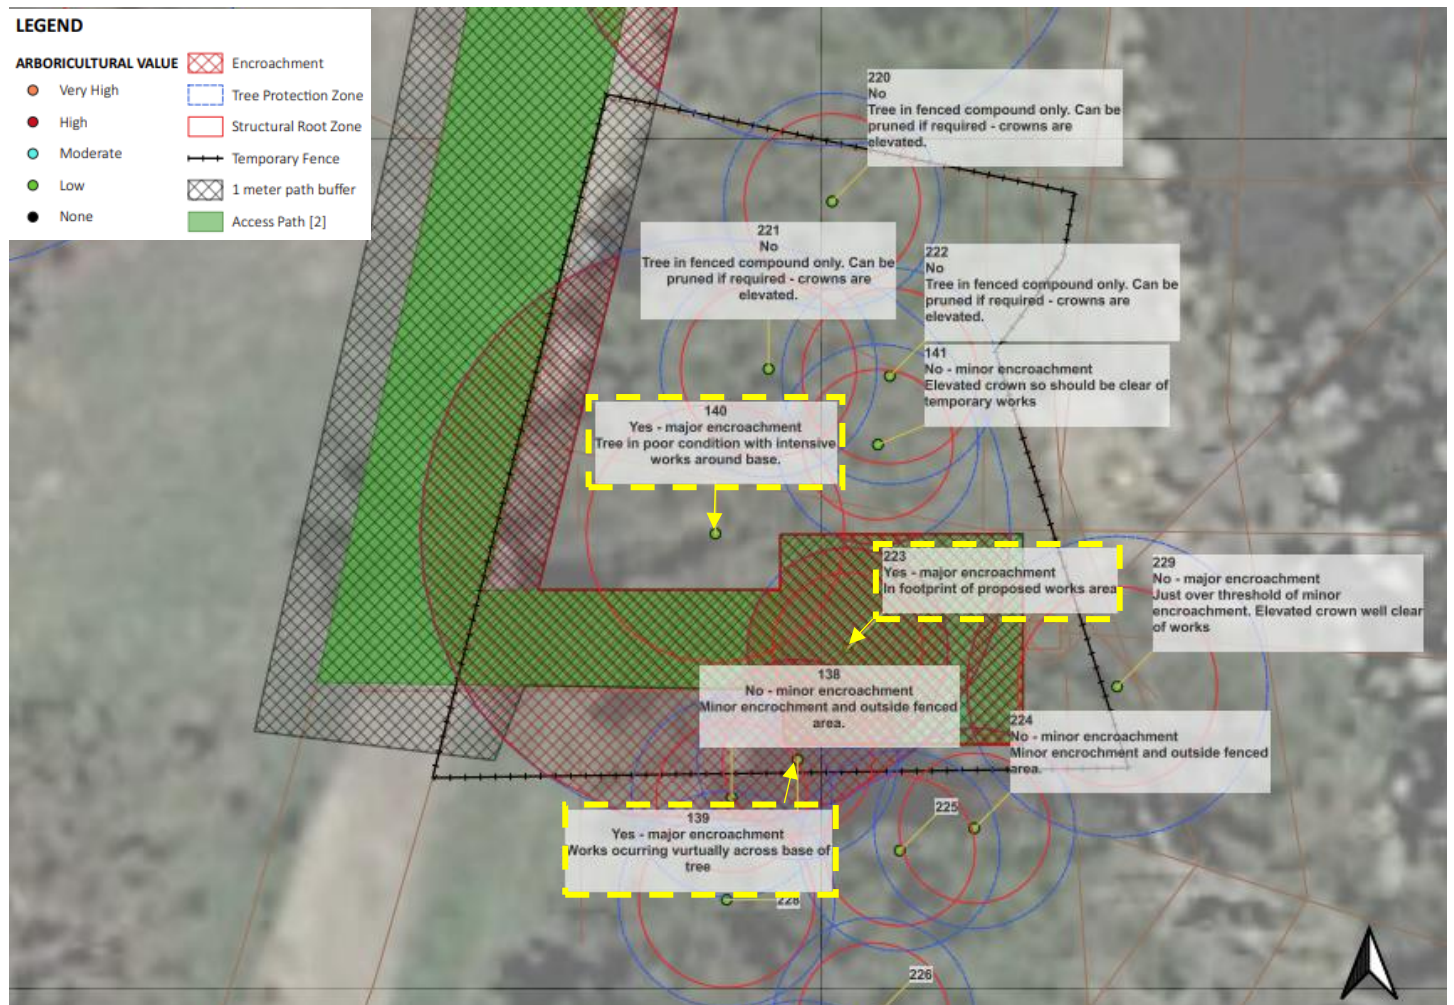 LEGEND
ARBORICULTURAL VALUE
Very High
High
Moderate
Low
None
Encroachment
Tree Protection Zone
Structural Root Zone
Temporary Fence
1 meter path buffer
Access Path [2]
220
No
Tree in fenced compound only. Can be
pruned if required - crowns are
elevated.
221
No
Tree in fenced compound only. Can be
pruned if required - crowns are
elevated.
222
No
Tree in fenced compound only. Can be
pruned if required - crowns are
elevated.
141
No - minor encroachment
Elevated crown so should be clear of
temporary works
140
Yes - major encroachment
Tree in poor condition with intensive
works around base.
223
Yes - major encroachment
In footprint of proposed works area
229
No - major encroachment
Just over threshold of minor
encroachment. Elevated crown well clear
of works
138
No - minor encroachment
Minor encrochment and outside fenced
area.
224
No - minor encroachment
Minor encrochment and outside fenced
area.
225
139
Yes - major encroachment
Works ocurring vurtually across base of
tree
228
226